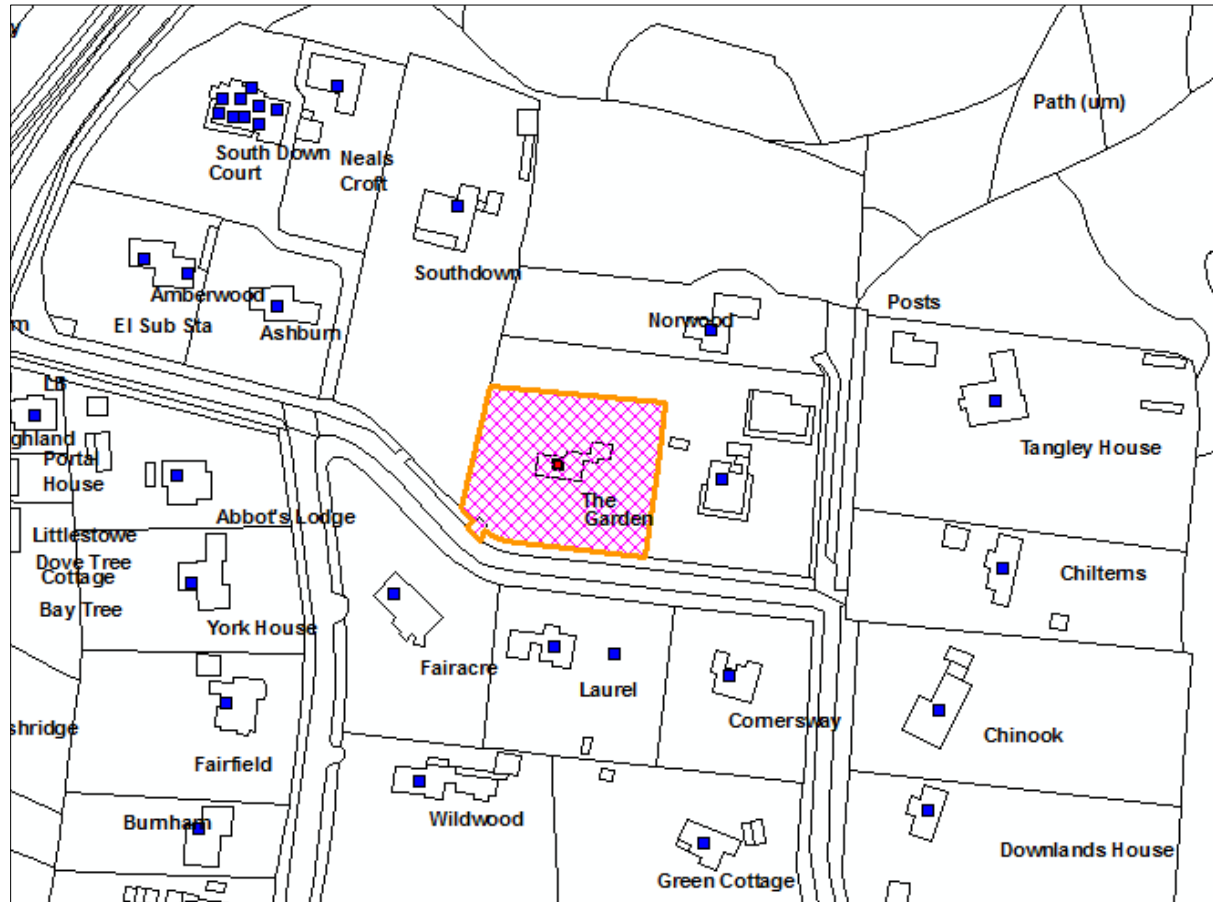 y
Path (um)
South Down
Court
Neals
Croft
Southdown
Amberwood
El Sub Sta
Ashburn
m
Norwood
Posts
LB
ghland
Portal
House
Tangley House
The
Garden
Abbot's Lodge
Littlestowe
Dove Tree
Cottage
Bay Tree
Chilterns
York House
Fairacre
Laurel
Cornersway
shridge
Chinook
Fairfield
Burnham
Wildwood
Downlands House
Green Cottage